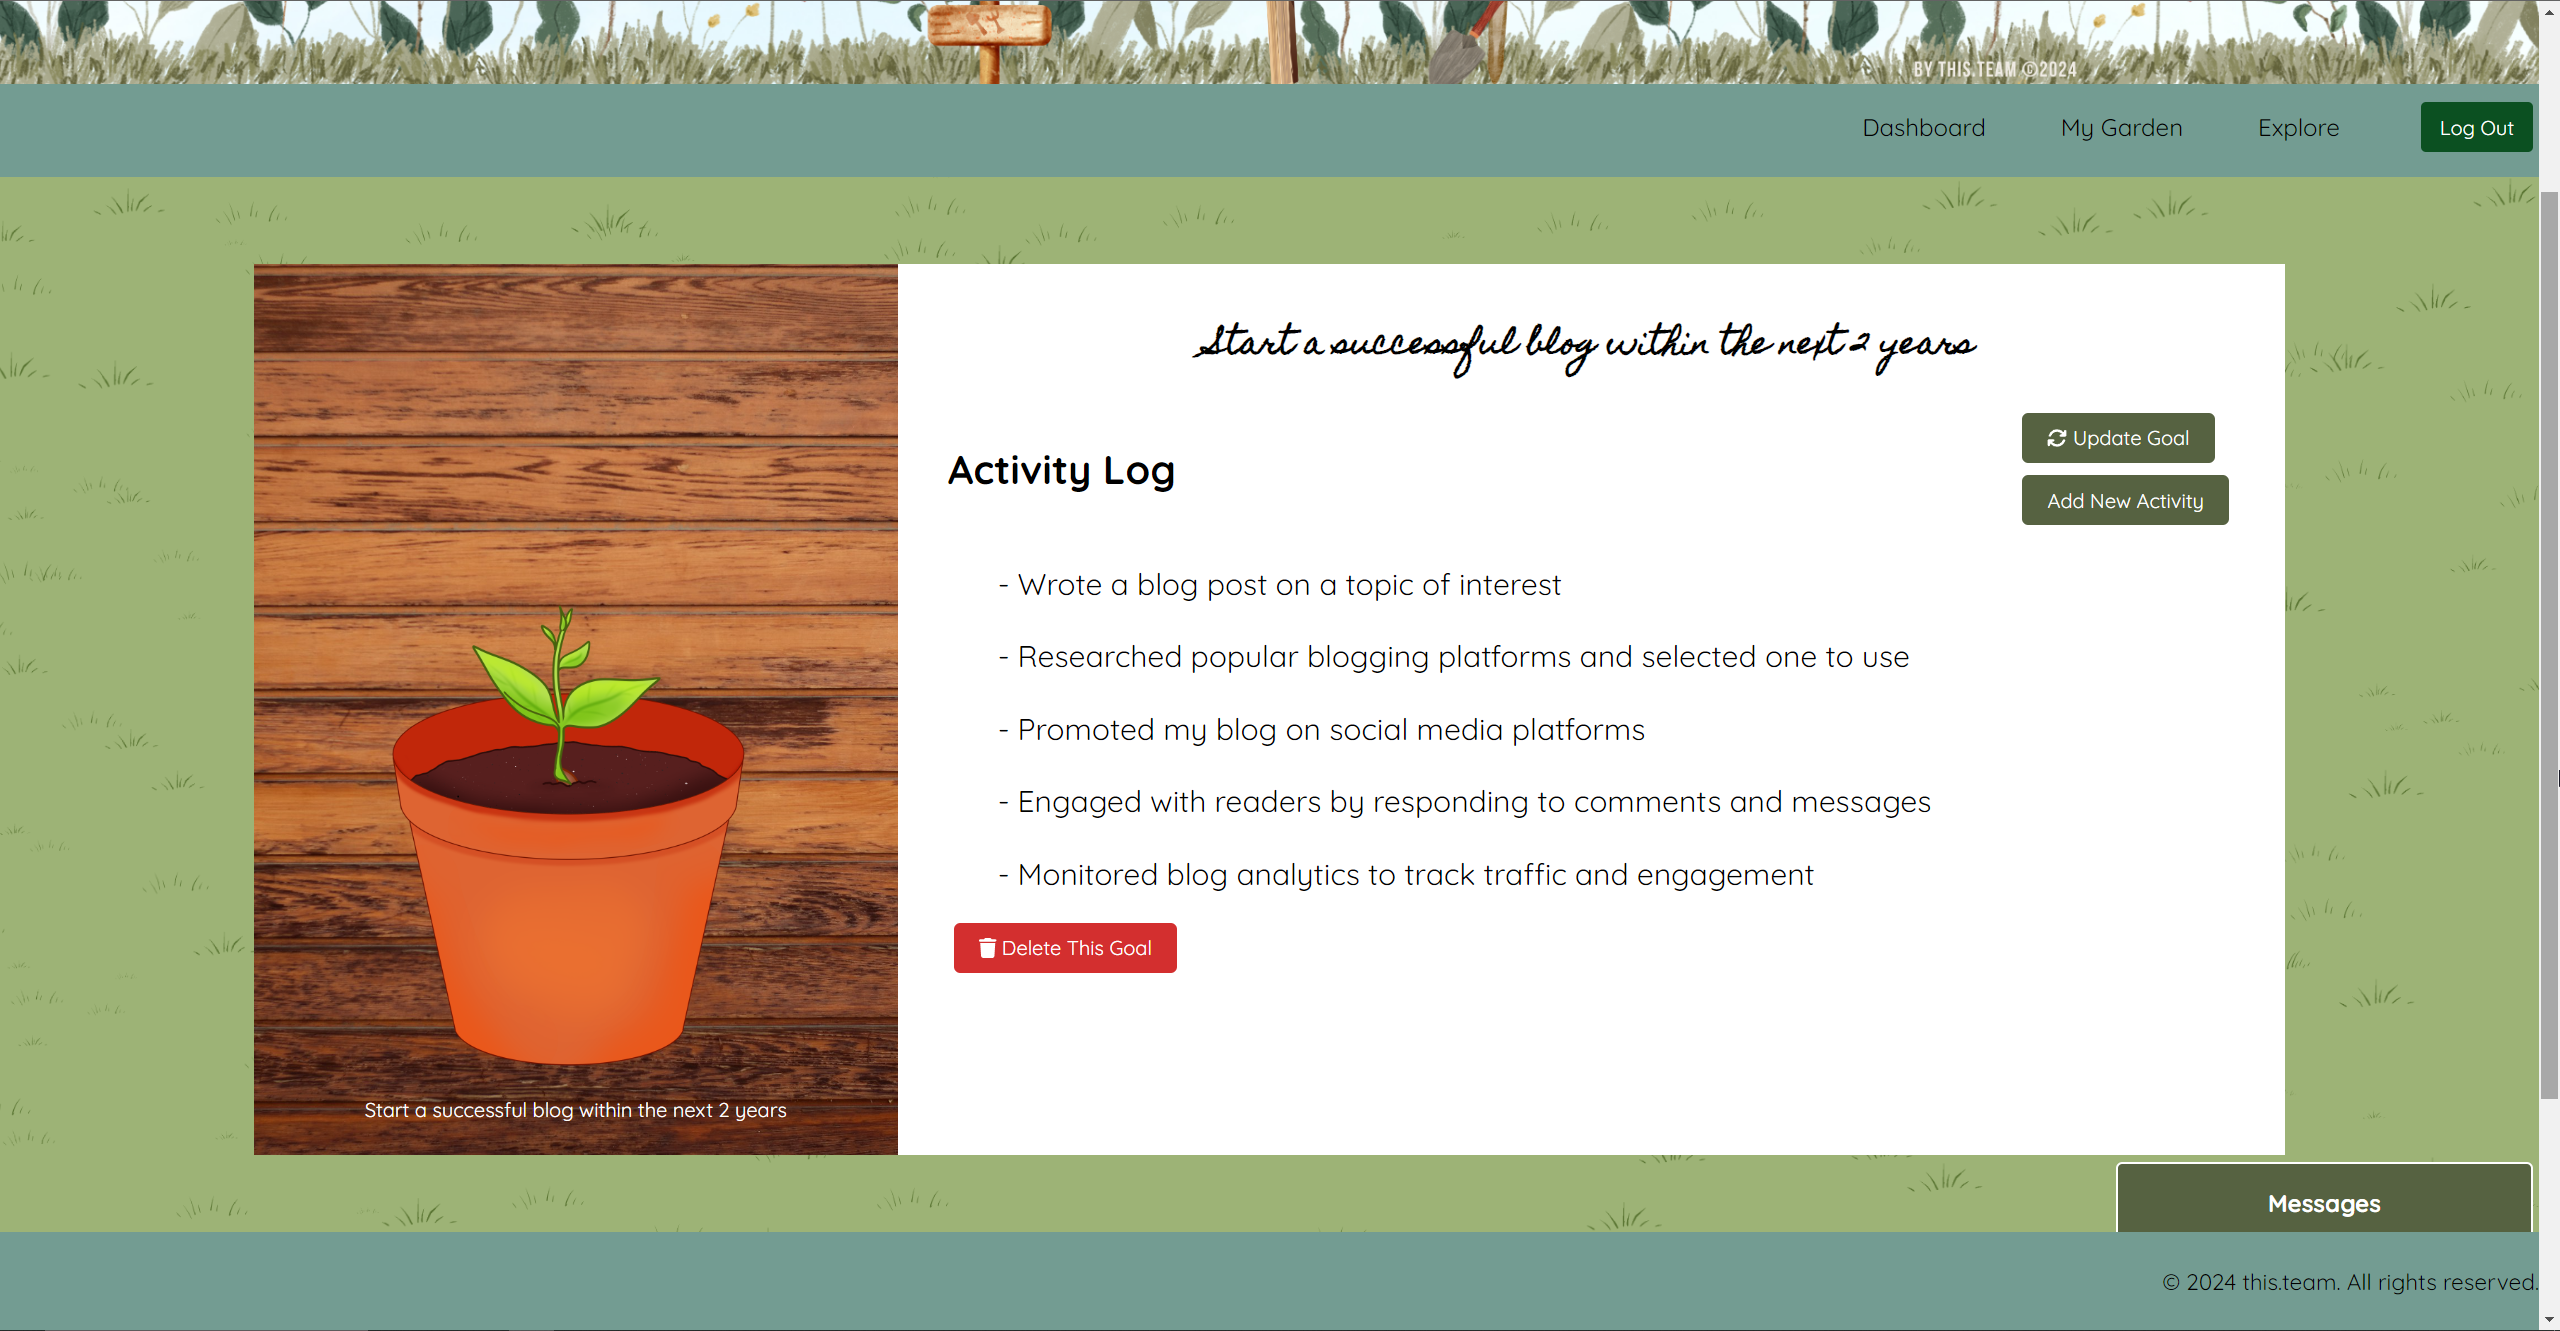 BY THIS.TEAM ©2024
Dashboard
My Garden
Explore
Log Out
Start a successful blog within the next 2 years
Update Goal
Activity Log
Add New Activity
- Wrote a blog post on a topic of interest
- Researched popular blogging platforms and selected one to use
- Promoted my blog on social media platforms
- Engaged with readers by responding to comments and messages
- Monitored blog analytics to track traffic and engagement
Delete This Goal
Start a successful blog within the next 2 years
Messages
© 2024 this.team. All rights reserved.